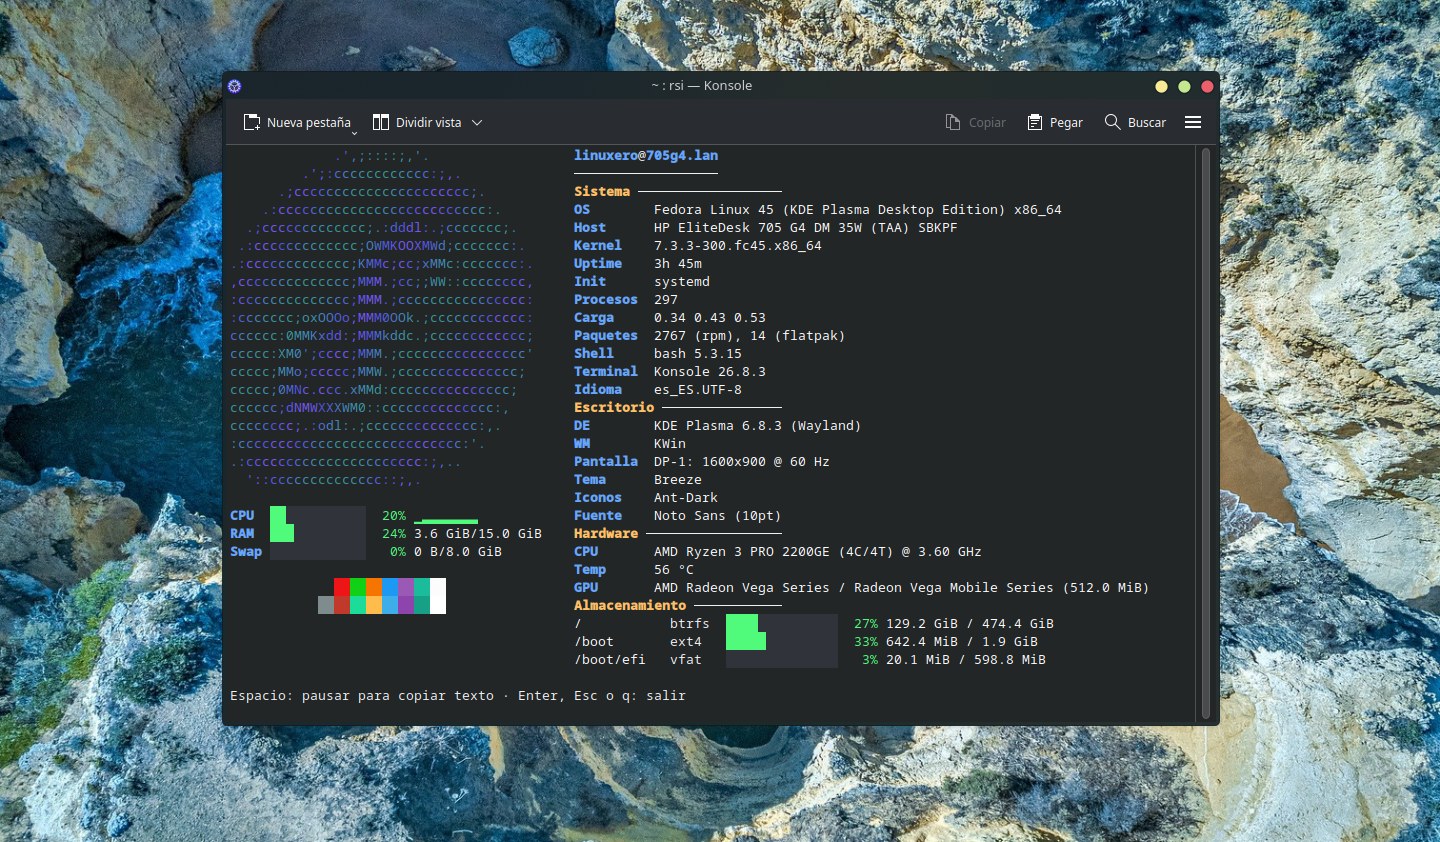 ~ : rsi — Konsole
Nueva pestaña Dividir vista Copiar Pegar Buscar
linuxero@705g4.lan
Sistema
OS Fedora Linux 45 (KDE Plasma Desktop Edition) x86_64
Host HP EliteDesk 705 G4 DM 35W (TAA) SBKPF
Kernel 7.3.3-300.fc45.x86_64
Uptime 3h 45m
Init systemd
Procesos 297
Carga 0.34 0.43 0.53
Paquetes 2767 (rpm), 14 (flatpak)
Shell bash 5.3.15
Terminal Konsole 26.8.3
Idioma es_ES.UTF-8
Escritorio
DE KDE Plasma 6.8.3 (Wayland)
WM KWin
Pantalla DP-1: 1600x900 @ 60 Hz
Tema Breeze
Iconos Ant-Dark
Fuente Noto Sans (10pt)
Hardware
CPU AMD Ryzen 3 PRO 2200GE (4C/4T) @ 3.60 GHz
Temp 56 °C
GPU AMD Radeon Vega Series / Radeon Vega Mobile Series (512.0 MiB)
Almacenamiento
/ btrfs 27% 129.2 GiB / 474.4 GiB
/boot ext4 33% 642.4 MiB / 1.9 GiB
/boot/efi vfat 3% 20.1 MiB / 598.8 MiB
CPU 20%
RAM 24% 3.6 GiB/15.0 GiB
Swap 0% 0 B/8.0 GiB
Espacio: pausar para copiar texto · Enter, Esc o q: salir